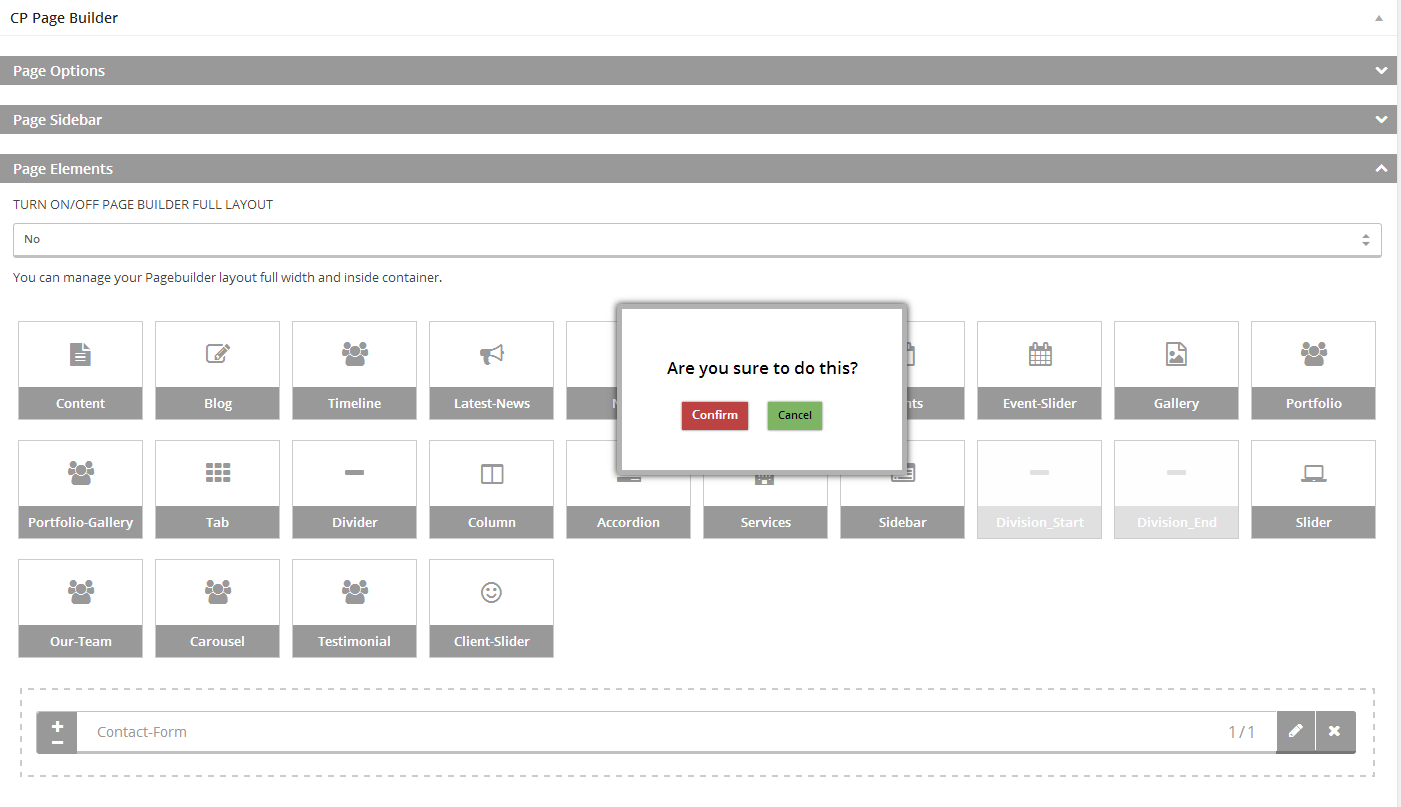 CP Page Builder
Page Options
Page Sidebar
Page Elements
TURN ON/OFF PAGE BUILDER FULL LAYOUT
No
You can manage your Pagebuilder layout full width and inside container.
Are you sure to do this?
Confirm Cancel
Content Blog Timeline Latest-News Event-Slider Gallery Portfolio
Portfolio-Gallery Tab Divider Column Accordion Services Sidebar Division_Start Division_End Slider
Our-Team Carousel Testimonial Client-Slider
Contact-Form 1 / 1